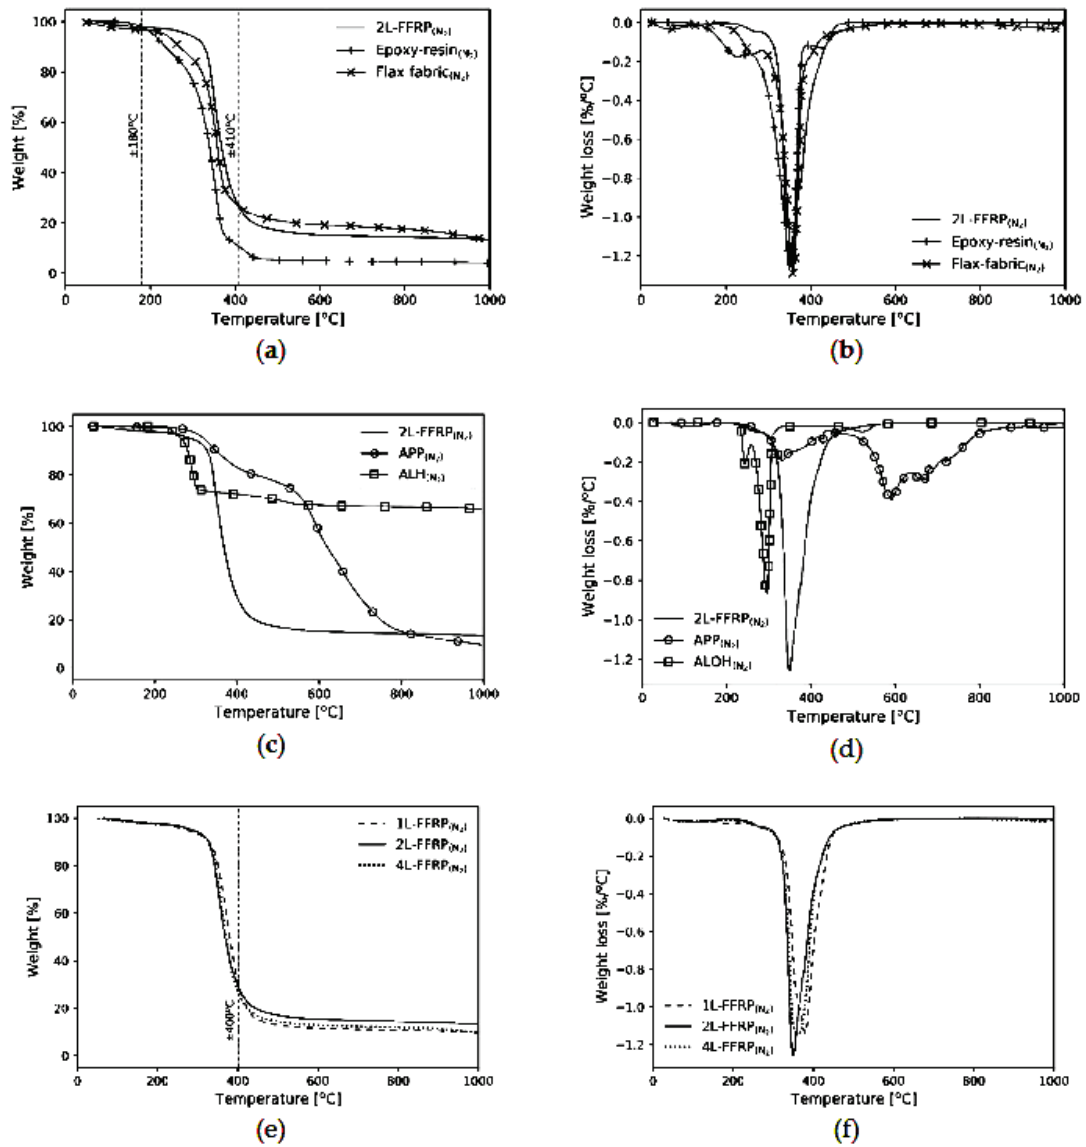 2L-FFRP(N₂)
Epoxy-resin(N₂)
Flax fabric(N₂)
±180°C
±410°C
Weight [%]
100
80
60
40
20
0
0 200 400 600 800 1000
Temperature [°C]
(a)
Weight loss [%/°C]
0.0
−0.2
−0.4
−0.6
−0.8
−1.0
−1.2
2L-FFRP(N₂)
Epoxy-resin(N₂)
Flax-fabric(N₂)
0 200 400 600 800 1000
Temperature [°C]
(b)
Weight [%]
100
80
60
40
20
0
2L-FFRP(N₂)
APP(N₂)
ALH(N₂)
0 200 400 600 800 1000
Temperature [°C]
(c)
Weight loss [%/°C]
0.0
−0.2
−0.4
−0.6
−0.8
−1.0
−1.2
2L-FFRP(N₂)
APP(N₂)
ALOH(N₂)
0 200 400 600 800 1000
Temperature [°C]
(d)
Weight [%]
100
80
60
40
20
0
1L-FFRP(N₂)
2L-FFRP(N₂)
4L-FFRP(N₂)
±400°C
0 200 400 600 800 1000
Temperature [°C]
(e)
Weight loss [%/°C]
0.0
−0.2
−0.4
−0.6
−0.8
−1.0
−1.2
1L-FFRP(N₂)
2L-FFRP(N₂)
4L-FFRP(N₂)
0 200 400 600 800 1000
Temperature [°C]
(f)